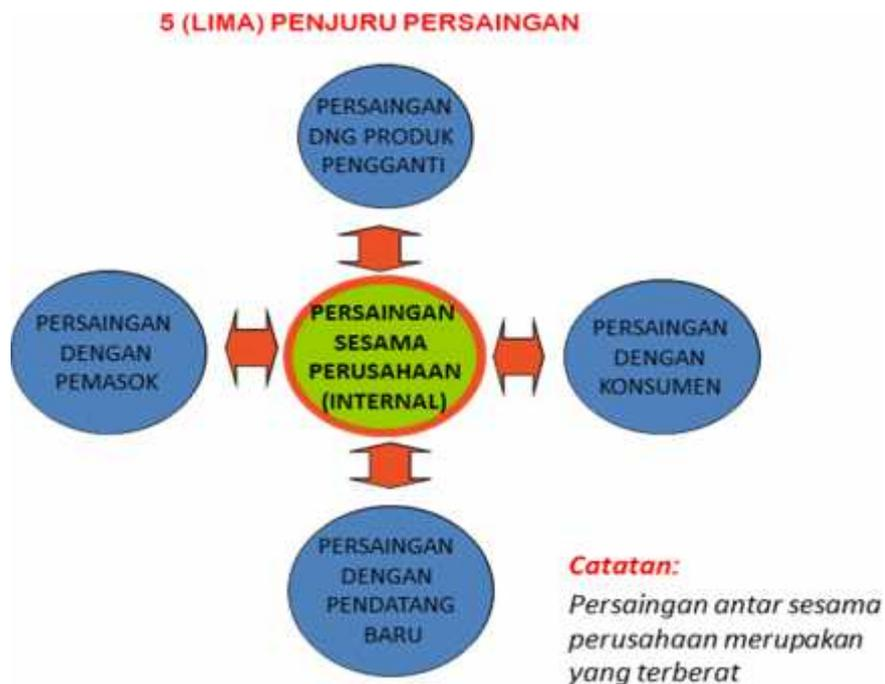 5 (LIMA) PENJURU PERSAINGAN
PERSAINGAN
DNG PRODUK
PENGGANTI
PERSAINGAN
DENGAN
PEMASOK
PERSAINGAN
SESAMA
PERUSAHAAN
(INTERNAL)
PERSAINGAN
DENGAN
KONSUMEN
PERSAINGAN
DENGAN
PENDATANG
BARU
Catatan:
Persaingan antar sesama
perusahaan merupakan
yang terberat